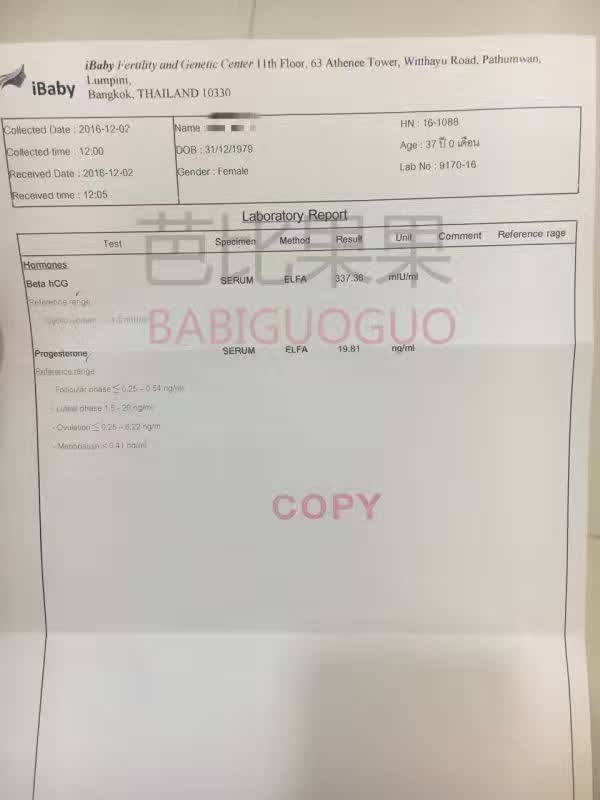 iBaby
iBaby Fertility and Genetic Center 11th Floor, 63 Athenee Tower, Witthayu Road, Pathumwan,
Lumpini,
Bangkok, THAILAND 10330
Collected Date : 2016-12-02
Name :
HN : 16-1088
Collected time : 12:00
DOB : 31/12/1979
Age : 37 ปี 0 เดือน
Received Date : 2016-12-02
Gender : Female
Lab No : 9170-16
Received time : 12:05
Laboratory Report
Test Specimen Method Result Unit Comment Reference rage
Hormones
Beta hCG SERUM ELFA 337.36 mIU/ml
Reference range
芭比果果
BABIGUOGUO
Progesterone SERUM ELFA 19.81 ng/ml
Reference range
Follicular phase ≤ 0.25 - 0.54 ng/ml
- Luteal phase 1.5 - 20 ng/ml
- Ovulation ≤ 0.25 - 6.22 ng/m
- Menopause < 0.41 ng/ml
COPY